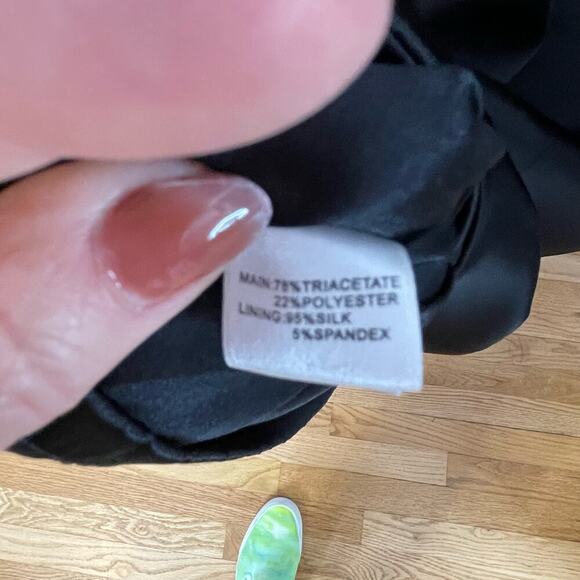 MAIN:78%TRIACETATE
22%POLYESTER
LINING:95%SILK
5%SPANDEX